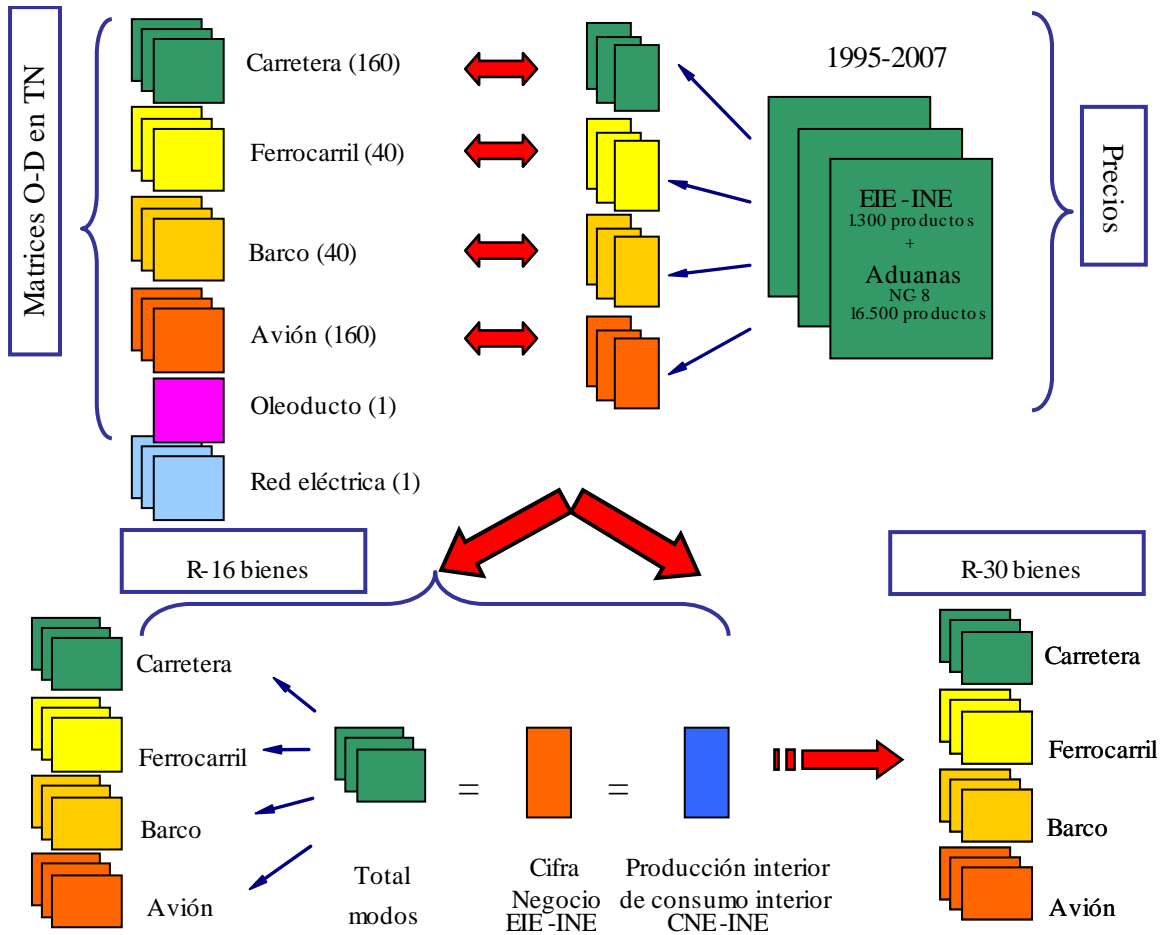 Matrices O-D en TN
Carretera (160)
Ferrocarril (40)
Barco (40)
Avión (160)
Oleoducto (1)
Red eléctrica (1)
1995-2007
EIE-INE
1.300 productos
+
Aduanas
NC-8
16.500 productos
Precios
R-16 bienes
Carretera
Ferrocarril
Barco
Avión
Total
modos
=
Cifra
Negocio
EIE-INE
=
Producción interior
de consumo interior
CNE-INE
R-30 bienes
Carretera
Ferrocarril
Barco
Avión